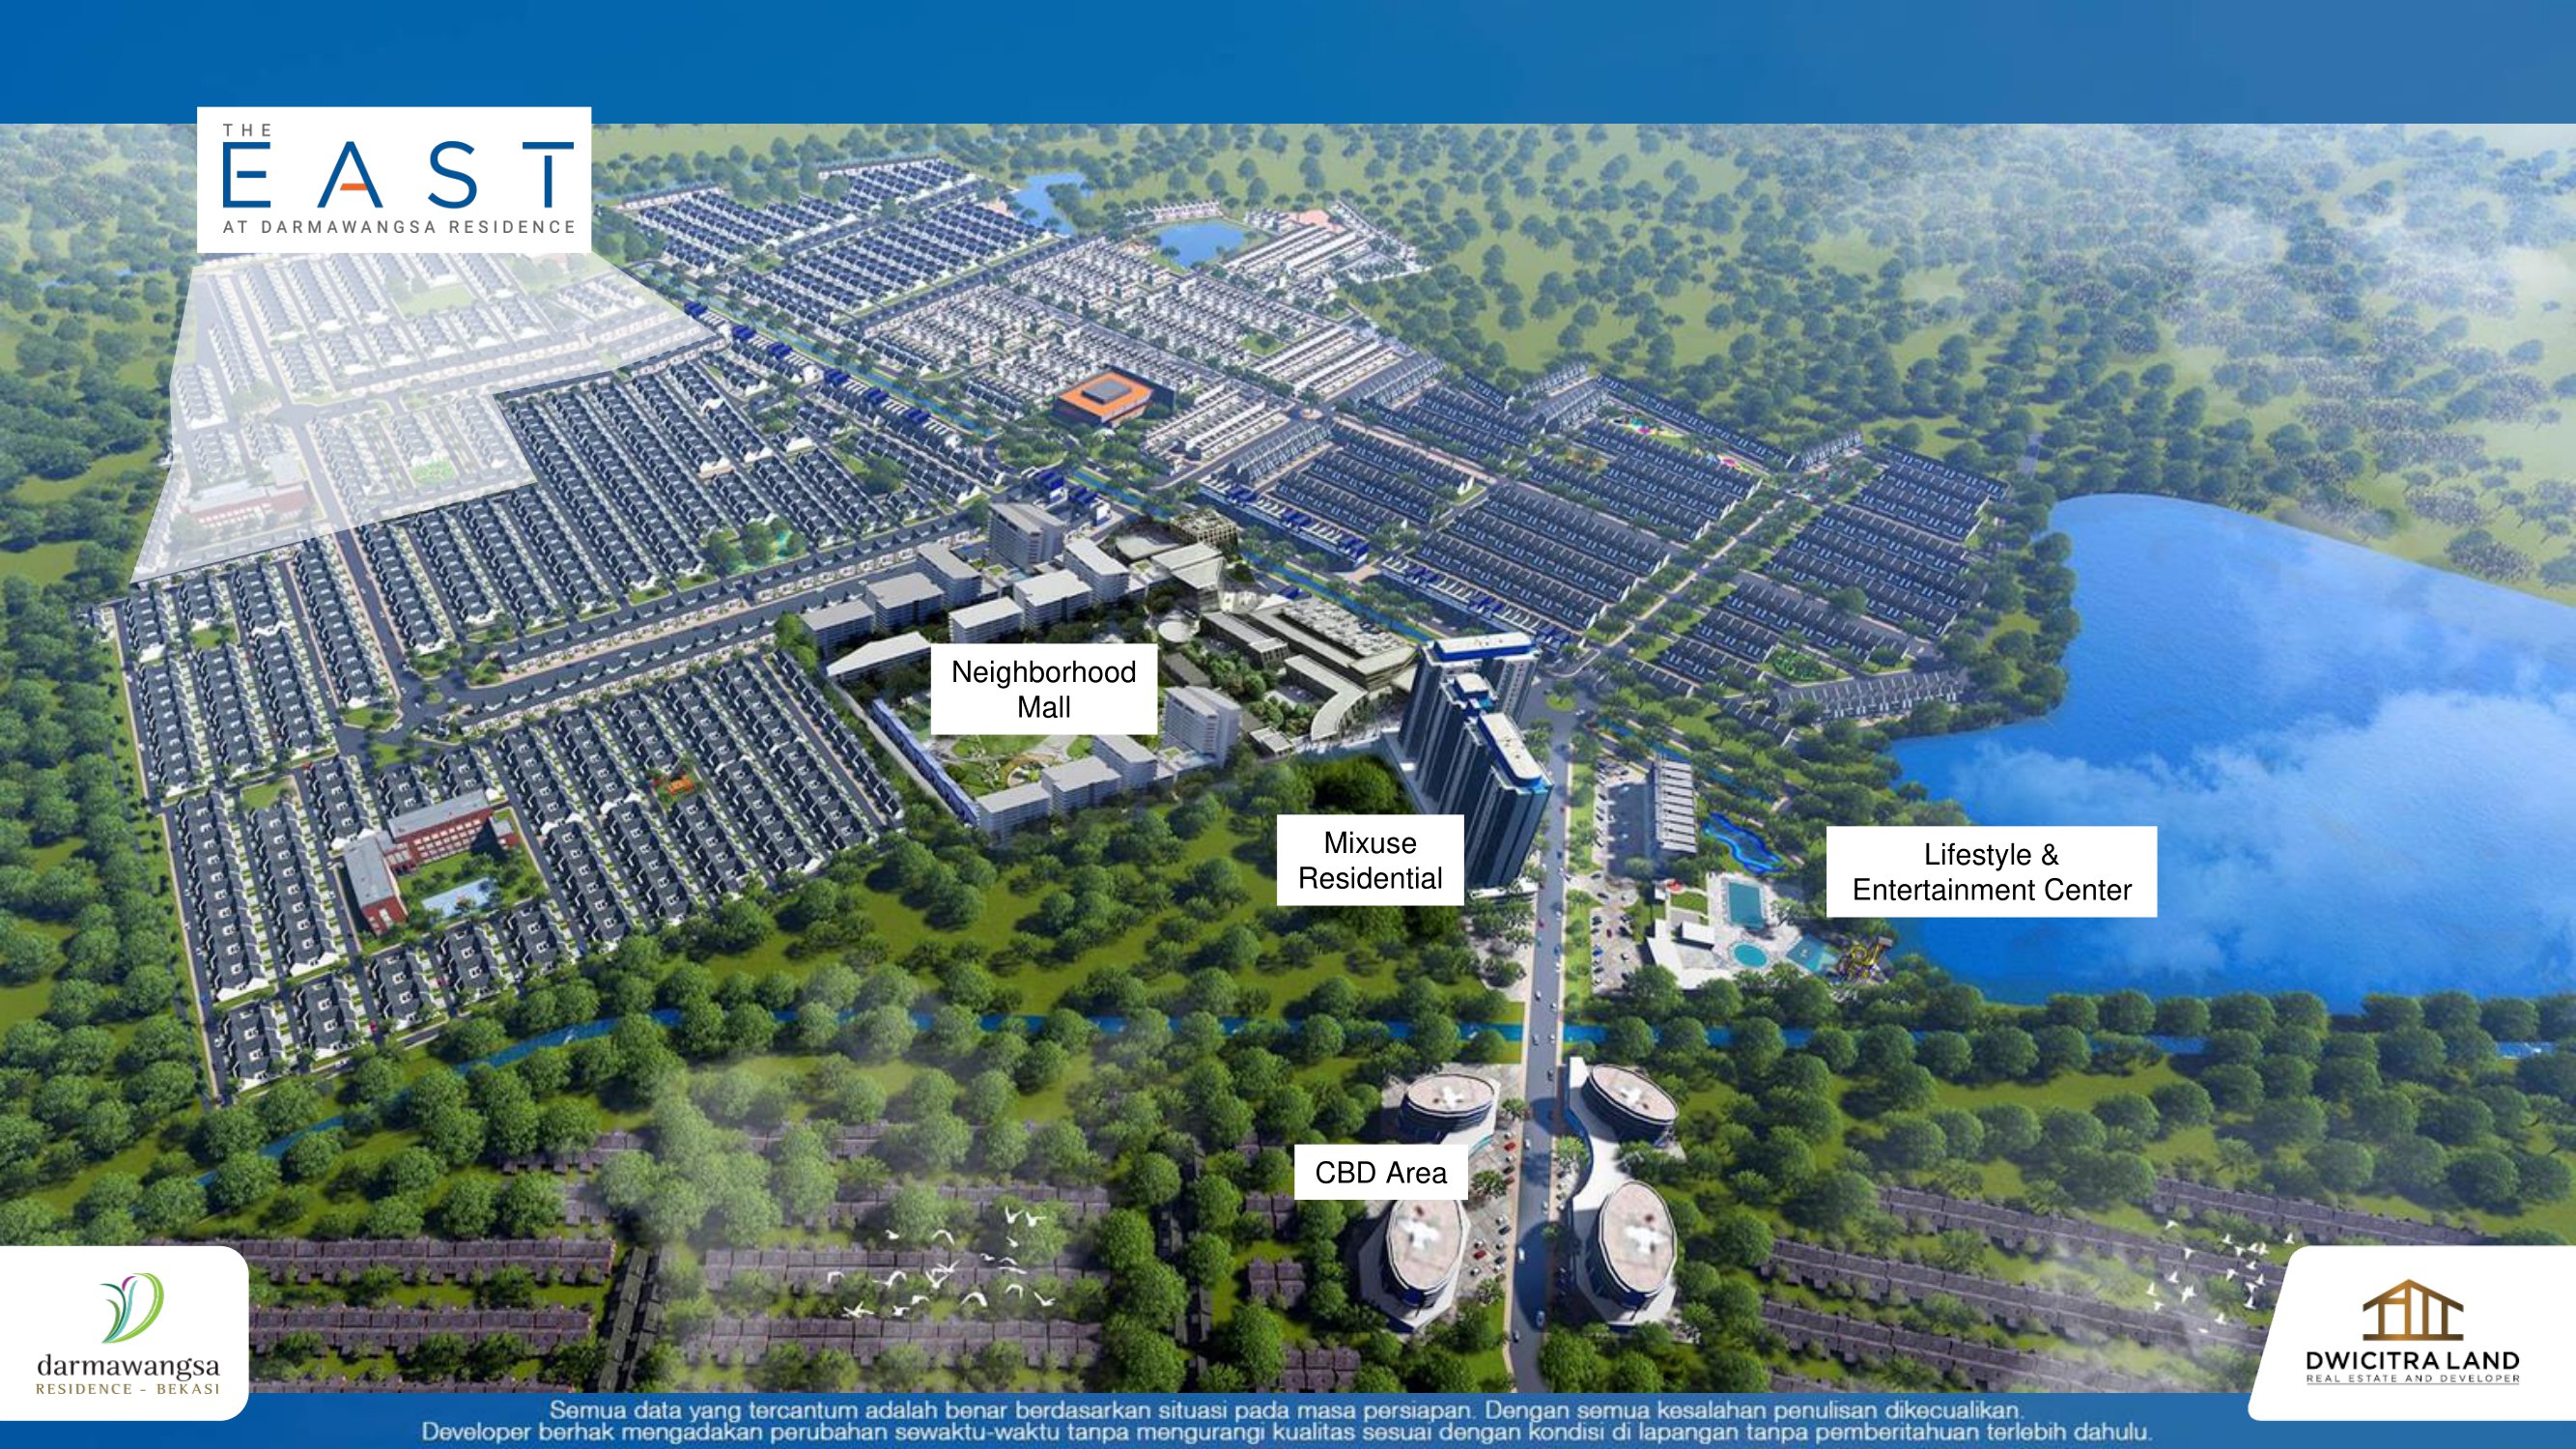 THE
EAST
AT DARMAWANGSA RESIDENCE
Neighborhood
Mall
Mixuse
Residential
Lifestyle &
Entertainment Center
CBD Area
darmawangsa
RESIDENCE - BEKASI
DWICITRA LAND
REAL ESTATE AND DEVELOPER
Semua data yang tercantum adalah benar berdasarkan situasi pada masa persiapan. Dengan semua kesalahan penulisan dikecualikan.
Developer berhak mengadakan perubahan sewaktu-waktu tanpa mengurangi kualitas sesuai dengan kondisi di lapangan tanpa pemberitahuan terlebih dahulu.